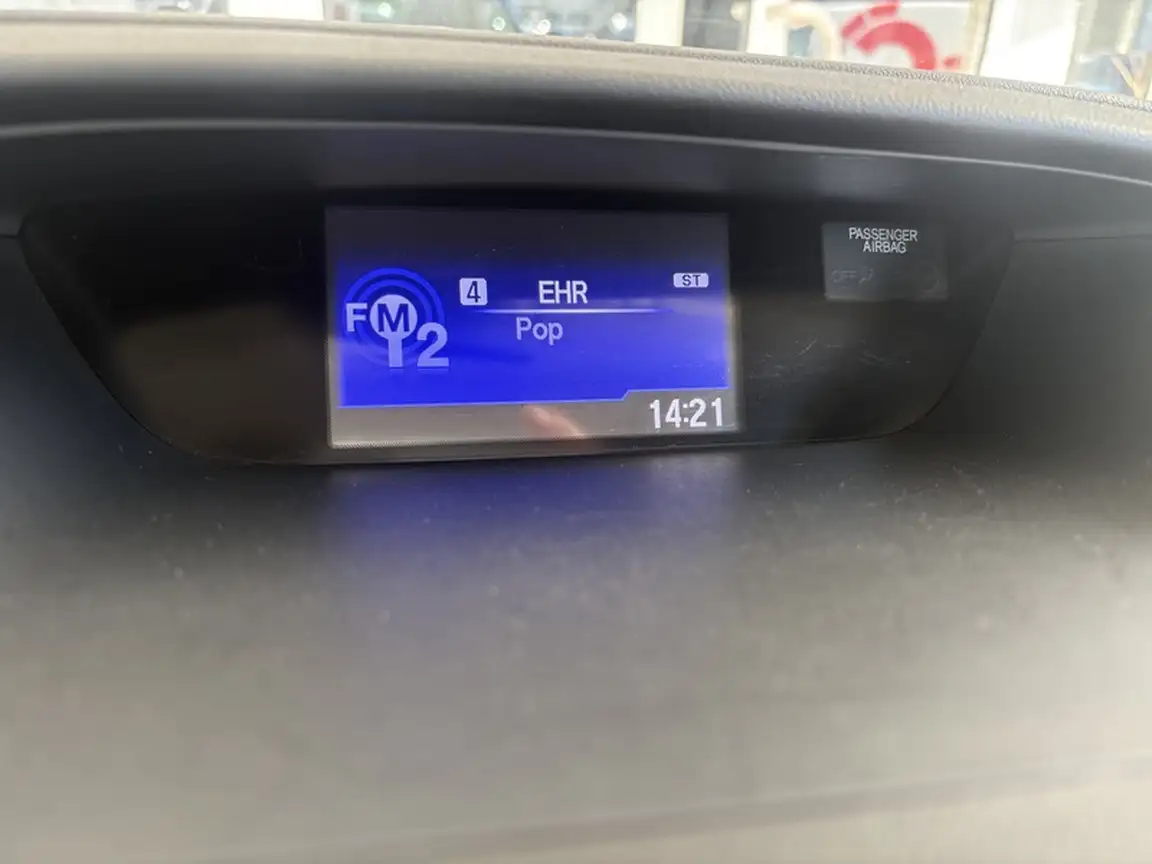 FM2
4 EHR ST
Pop
14:21
PASSENGER
AIRBAG
OFF